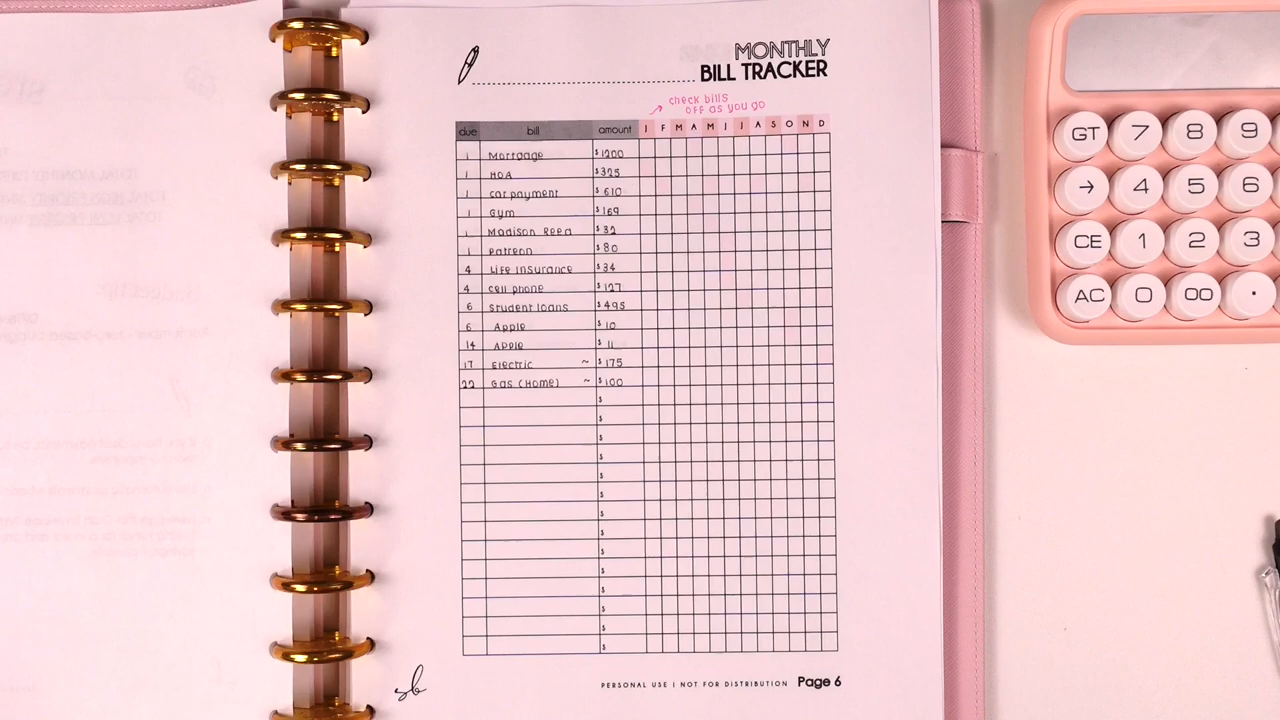 MONTHLY
BILL TRACKER
check bills
off as you go
due bill amount J F M A M J J A S O N D
1 Mortgage $1200
1 HOA $325
1 car payment $610
1 Gym $169
1 Madison Reed $32
1 Patreon $80
4 Life Insurance $34
4 cell phone $127
6 Student loans $495
6 Apple $10
14 Apple $11
17 Electric ~ $175
22 Gas (Home) ~ $100
$
$
$
$
$
$
$
$
$
$
$
$
$
$
sb
PERSONAL USE | NOT FOR DISTRIBUTION Page 6
GT 7 8 9
→ 4 5 6
CE 1 2 3
AC 0 00 .